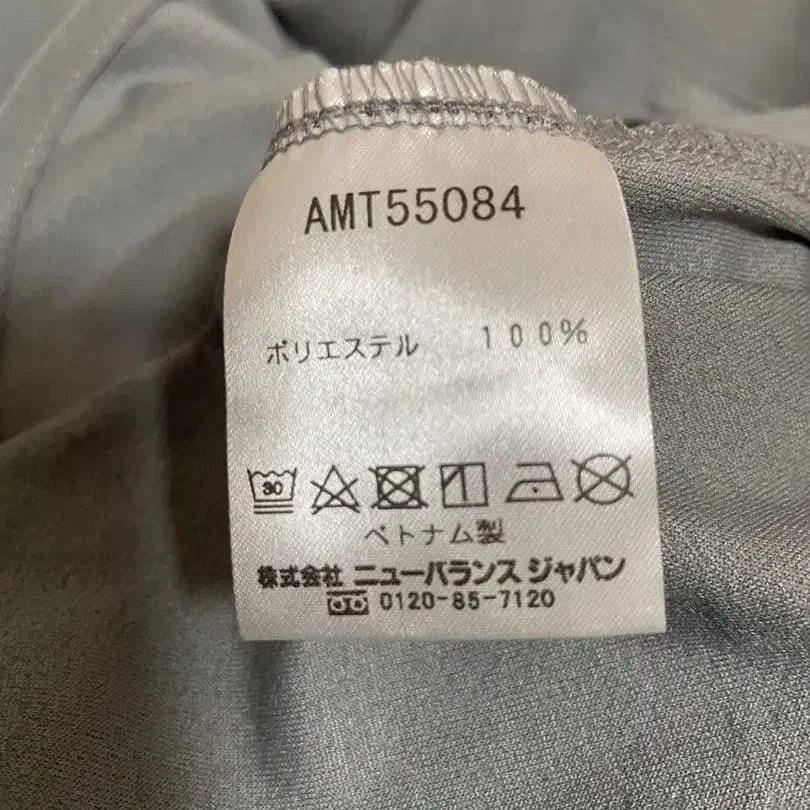 AMT55084
ポリエステル 100%
30
ベトナム製
株式会社 ニューバランス ジャパン
0120-85-7120